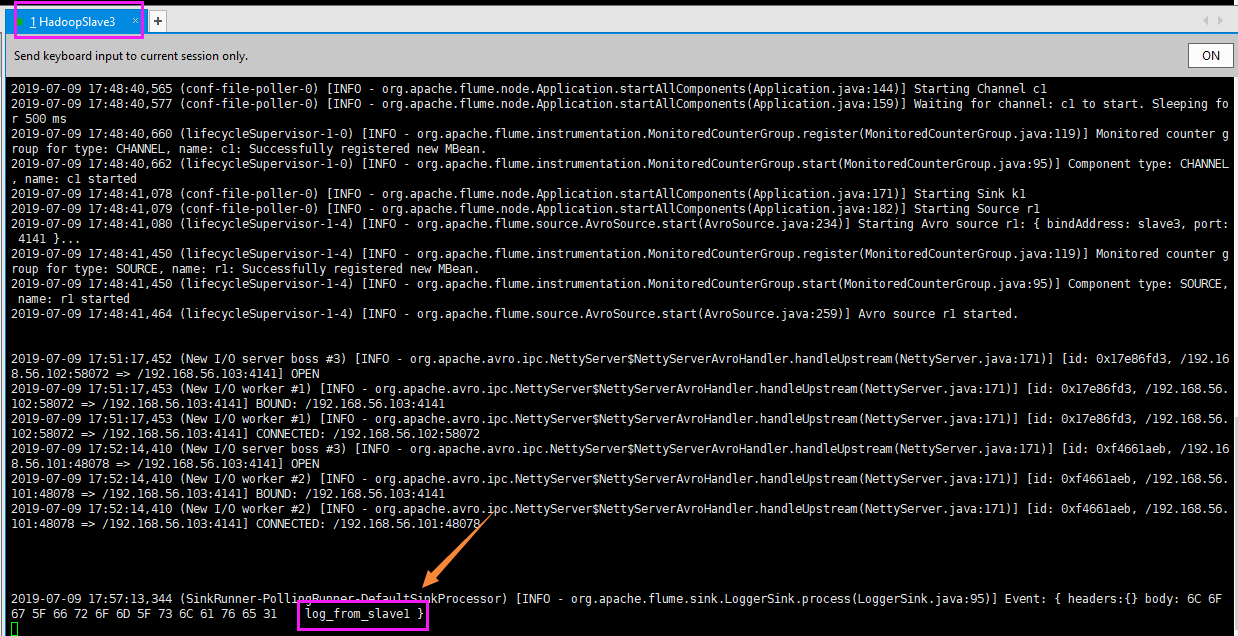 1 HadoopSlave3 × +
Send keyboard input to current session only.
ON
2019-07-09 17:48:40,565 (conf-file-poller-0) [INFO - org.apache.flume.node.Application.startAllComponents(Application.java:144)] Starting Channel c1
2019-07-09 17:48:40,577 (conf-file-poller-0) [INFO - org.apache.flume.node.Application.startAllComponents(Application.java:159)] Waiting for channel: c1 to start. Sleeping fo
r 500 ms
2019-07-09 17:48:40,660 (lifecycleSupervisor-1-0) [INFO - org.apache.flume.instrumentation.MonitoredCounterGroup.register(MonitoredCounterGroup.java:119)] Monitored counter g
roup for type: CHANNEL, name: c1: Successfully registered new MBean.
2019-07-09 17:48:40,662 (lifecycleSupervisor-1-0) [INFO - org.apache.flume.instrumentation.MonitoredCounterGroup.start(MonitoredCounterGroup.java:95)] Component type: CHANNEL
, name: c1 started
2019-07-09 17:48:41,078 (conf-file-poller-0) [INFO - org.apache.flume.node.Application.startAllComponents(Application.java:171)] Starting Sink k1
2019-07-09 17:48:41,079 (conf-file-poller-0) [INFO - org.apache.flume.node.Application.startAllComponents(Application.java:182)] Starting Source r1
2019-07-09 17:48:41,080 (lifecycleSupervisor-1-4) [INFO - org.apache.flume.source.AvroSource.start(AvroSource.java:234)] Starting Avro source r1: { bindAddress: slave3, port:
4141 }...
2019-07-09 17:48:41,450 (lifecycleSupervisor-1-4) [INFO - org.apache.flume.instrumentation.MonitoredCounterGroup.register(MonitoredCounterGroup.java:119)] Monitored counter g
roup for type: SOURCE, name: r1: Successfully registered new MBean.
2019-07-09 17:48:41,450 (lifecycleSupervisor-1-4) [INFO - org.apache.flume.instrumentation.MonitoredCounterGroup.start(MonitoredCounterGroup.java:95)] Component type: SOURCE,
name: r1 started
2019-07-09 17:48:41,464 (lifecycleSupervisor-1-4) [INFO - org.apache.flume.source.AvroSource.start(AvroSource.java:259)] Avro source r1 started.
2019-07-09 17:51:17,452 (New I/O server boss #3) [INFO - org.apache.avro.ipc.NettyServer$NettyServerAvroHandler.handleUpstream(NettyServer.java:171)] [id: 0x17e86fd3, /192.16
8.56.102:58072 => /192.168.56.103:4141] OPEN
2019-07-09 17:51:17,453 (New I/O worker #1) [INFO - org.apache.avro.ipc.NettyServer$NettyServerAvroHandler.handleUpstream(NettyServer.java:171)] [id: 0x17e86fd3, /192.168.56.
102:58072 => /192.168.56.103:4141] BOUND: /192.168.56.103:4141
2019-07-09 17:51:17,453 (New I/O worker #1) [INFO - org.apache.avro.ipc.NettyServer$NettyServerAvroHandler.handleUpstream(NettyServer.java:171)] [id: 0x17e86fd3, /192.168.56.
102:58072 => /192.168.56.103:4141] CONNECTED: /192.168.56.102:58072
2019-07-09 17:52:14,410 (New I/O server boss #3) [INFO - org.apache.avro.ipc.NettyServer$NettyServerAvroHandler.handleUpstream(NettyServer.java:171)] [id: 0xf4661aeb, /192.16
8.56.101:48078 => /192.168.56.103:4141] OPEN
2019-07-09 17:52:14,410 (New I/O worker #2) [INFO - org.apache.avro.ipc.NettyServer$NettyServerAvroHandler.handleUpstream(NettyServer.java:171)] [id: 0xf4661aeb, /192.168.56.
101:48078 => /192.168.56.103:4141] BOUND: /192.168.56.103:4141
2019-07-09 17:52:14,410 (New I/O worker #2) [INFO - org.apache.avro.ipc.NettyServer$NettyServerAvroHandler.handleUpstream(NettyServer.java:171)] [id: 0xf4661aeb, /192.168.56.
101:48078 => /192.168.56.103:4141] CONNECTED: /192.168.56.101:48078
2019-07-09 17:57:13,344 (SinkRunner-PollingRunner-DefaultSinkProcessor) [INFO - org.apache.flume.sink.LoggerSink.process(LoggerSink.java:95)] Event: { headers:{} body: 6C 6F
67 5F 66 72 6F 6D 5F 73 6C 61 76 65 31 log_from_slave1 }